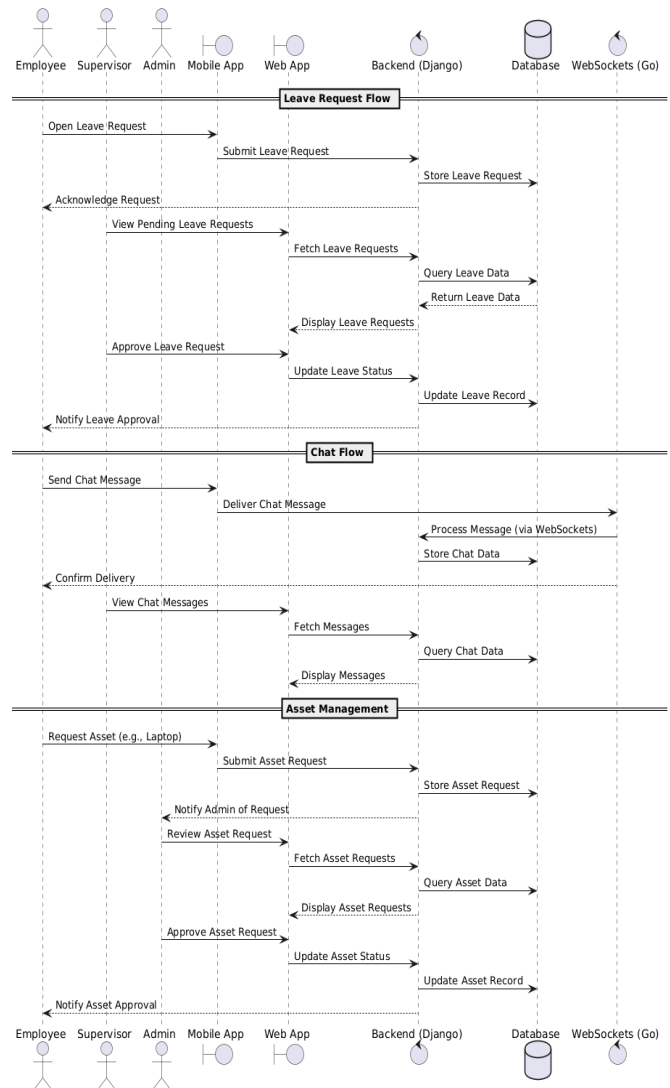 Employee Supervisor Admin Mobile App Web App Backend (Django) Database WebSockets (Go)
Leave Request Flow
Open Leave Request
Submit Leave Request
Store Leave Request
Acknowledge Request
View Pending Leave Requests
Fetch Leave Requests
Query Leave Data
Return Leave Data
Display Leave Requests
Approve Leave Request
Update Leave Status
Update Leave Record
Notify Leave Approval
Chat Flow
Send Chat Message
Deliver Chat Message
Process Message (via WebSockets)
Store Chat Data
Confirm Delivery
View Chat Messages
Fetch Messages
Query Chat Data
Display Messages
Asset Management
Request Asset (e.g., Laptop)
Submit Asset Request
Store Asset Request
Notify Admin of Request
Review Asset Request
Fetch Asset Requests
Query Asset Data
Display Asset Requests
Approve Asset Request
Update Asset Status
Update Asset Record
Notify Asset Approval
Employee Supervisor Admin Mobile App Web App Backend (Django) Database WebSockets (Go)